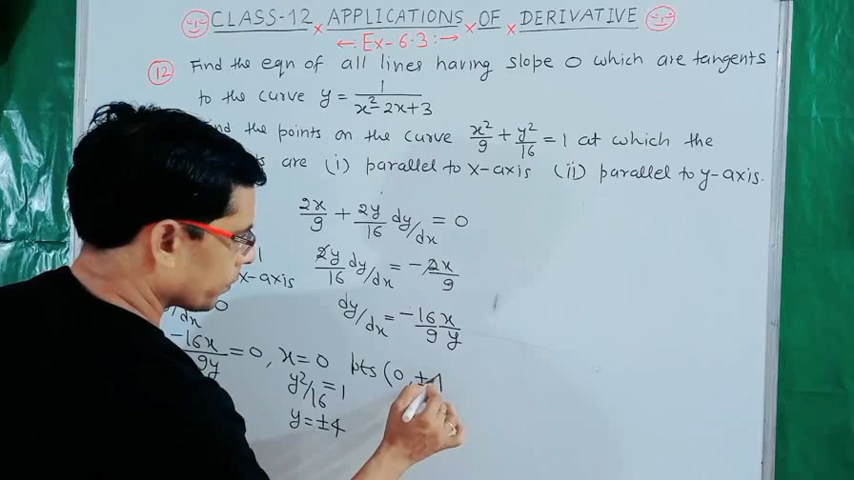 CLASS-12 × APPLICATIONS × OF × DERIVATIVE
← Ex-6.3:→
12 Find the eqn of all lines having slope 0 which are tangents
to the curve y = 1/(x²-2x+3)
the points on the curve x²/9 + y²/16 = 1 at which the
are (i) parallel to x-axis (ii) parallel to y-axis.
2x/9 + 2y/16 dy/dx = 0
1
2y/16 dy/dx = -2x/9
x-axis
dy/dx = -16x/9y
0
-16x/9y = 0, x = 0 pts (0, ±4
y²/16 = 1
y = ±4